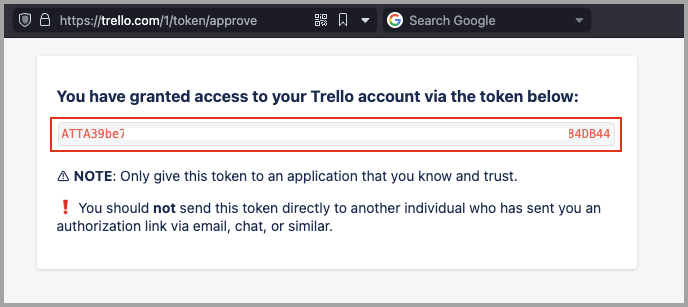 https://trello.com/1/token/approve
Search Google
You have granted access to your Trello account via the token below:
ATTA39be7 84DB44
⚠ NOTE: Only give this token to an application that you know and trust.
❗ You should not send this token directly to another individual who has sent you an
authorization link via email, chat, or similar.